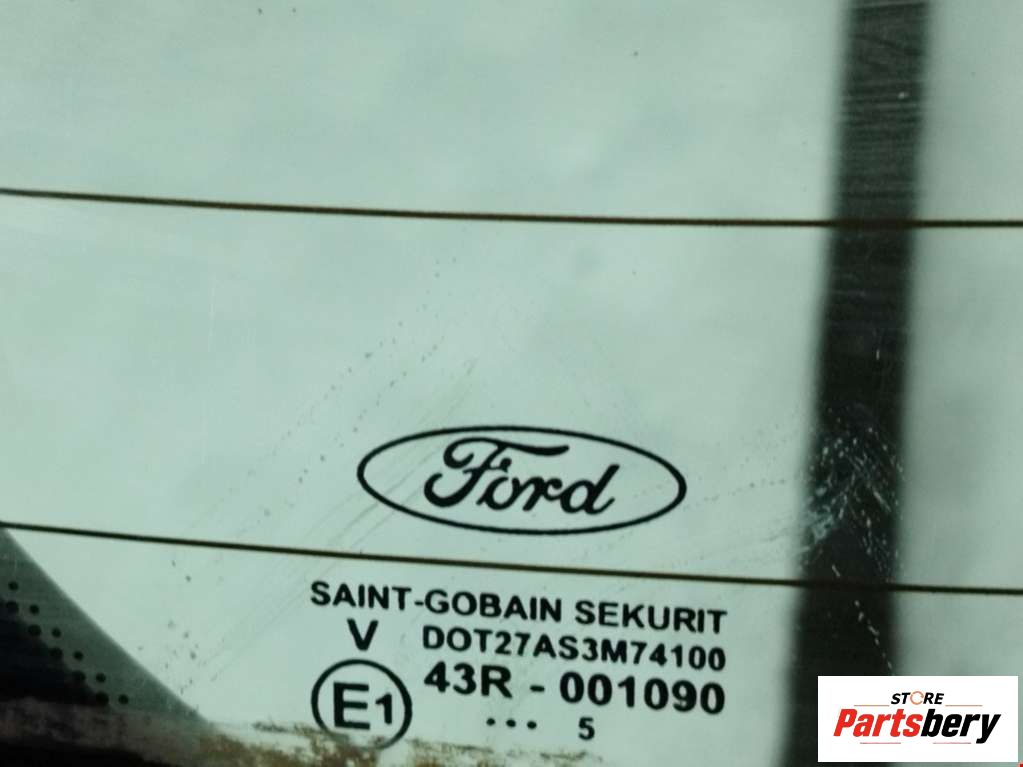 Ford
SAINT-GOBAIN SEKURIT
V DOT27AS3M74100
E1 43R - 001090
••• 5
STORE
Partsbery